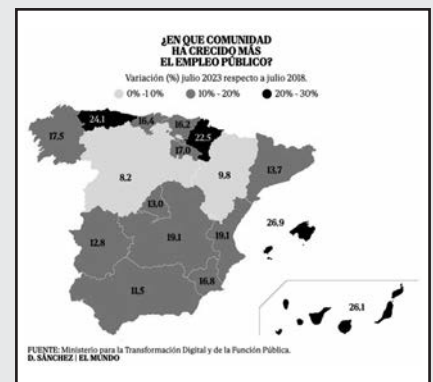 ¿EN QUE COMUNIDAD
HA CRECIDO MÁS
EL EMPLEO PÚBLICO?
Variación (%) julio 2023 respecto a julio 2018.
0%-10% 10% - 20% 20% - 30%
24,1
16,4
16,2
17,5
22,5
17,0
8,2
9,8
13,7
13,0
26,9
12,8
19,1
19,1
16,8
11,5
26,1
FUENTE: Ministerio para la Transformación Digital y de la Función Pública.
D. SÁNCHEZ | EL MUNDO